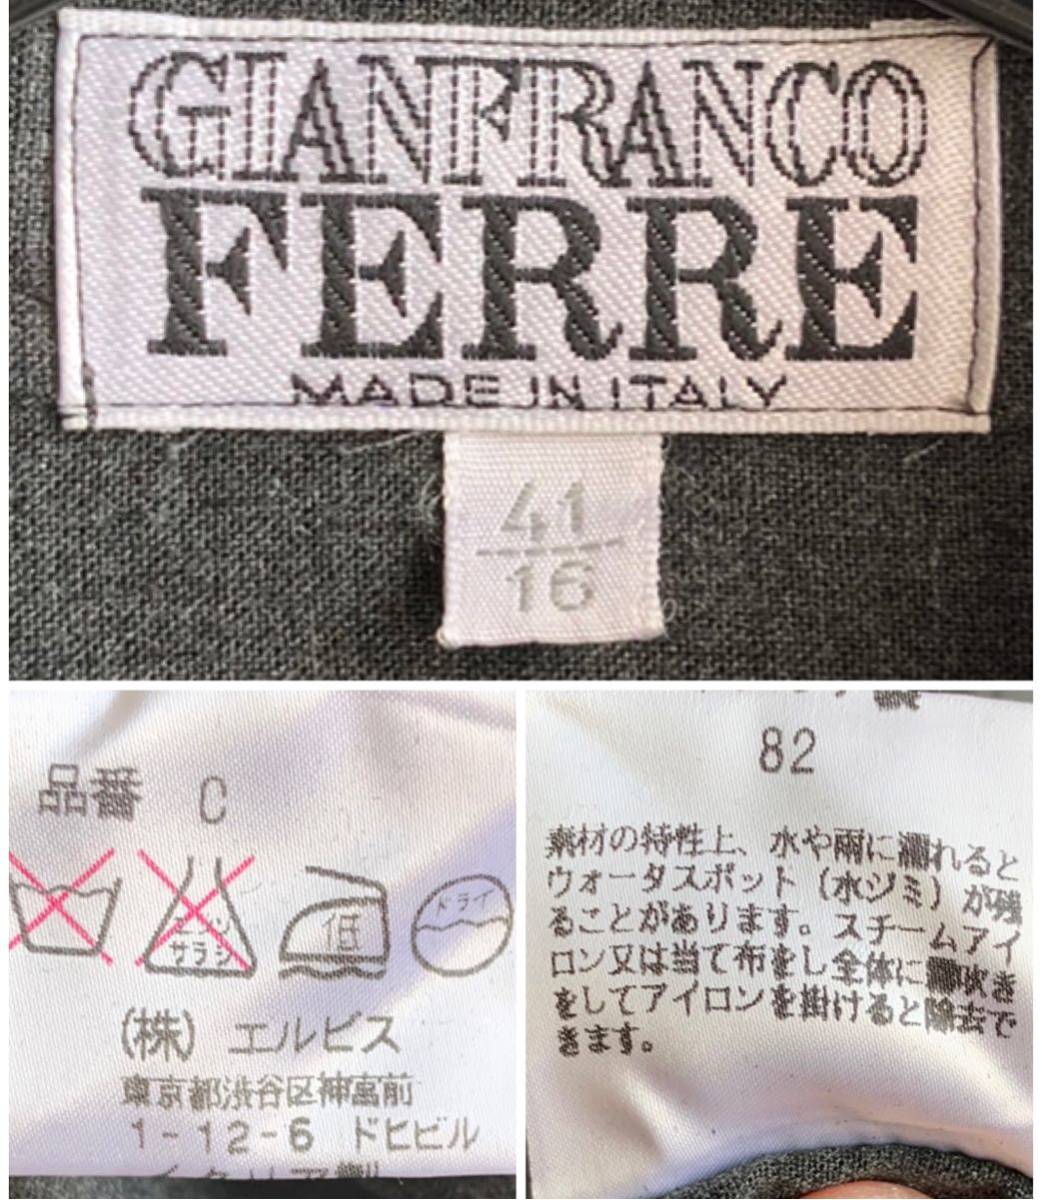 GIANFRANCO
FERRE
MADE IN ITALY
41
16
品番 C
エンソ
サラシ
低
ドライ
(株) エルビス
東京都渋谷区神宮前
1-12-6 ドヒビル
イタリア製
82
素材の特性上、水や雨に濡れると
ウォータスポット(水ジミ)が残
ることがあります。スチームアイ
ロン又は当て布をし全体に霧吹き
をしてアイロンを掛けると除去で
きます。